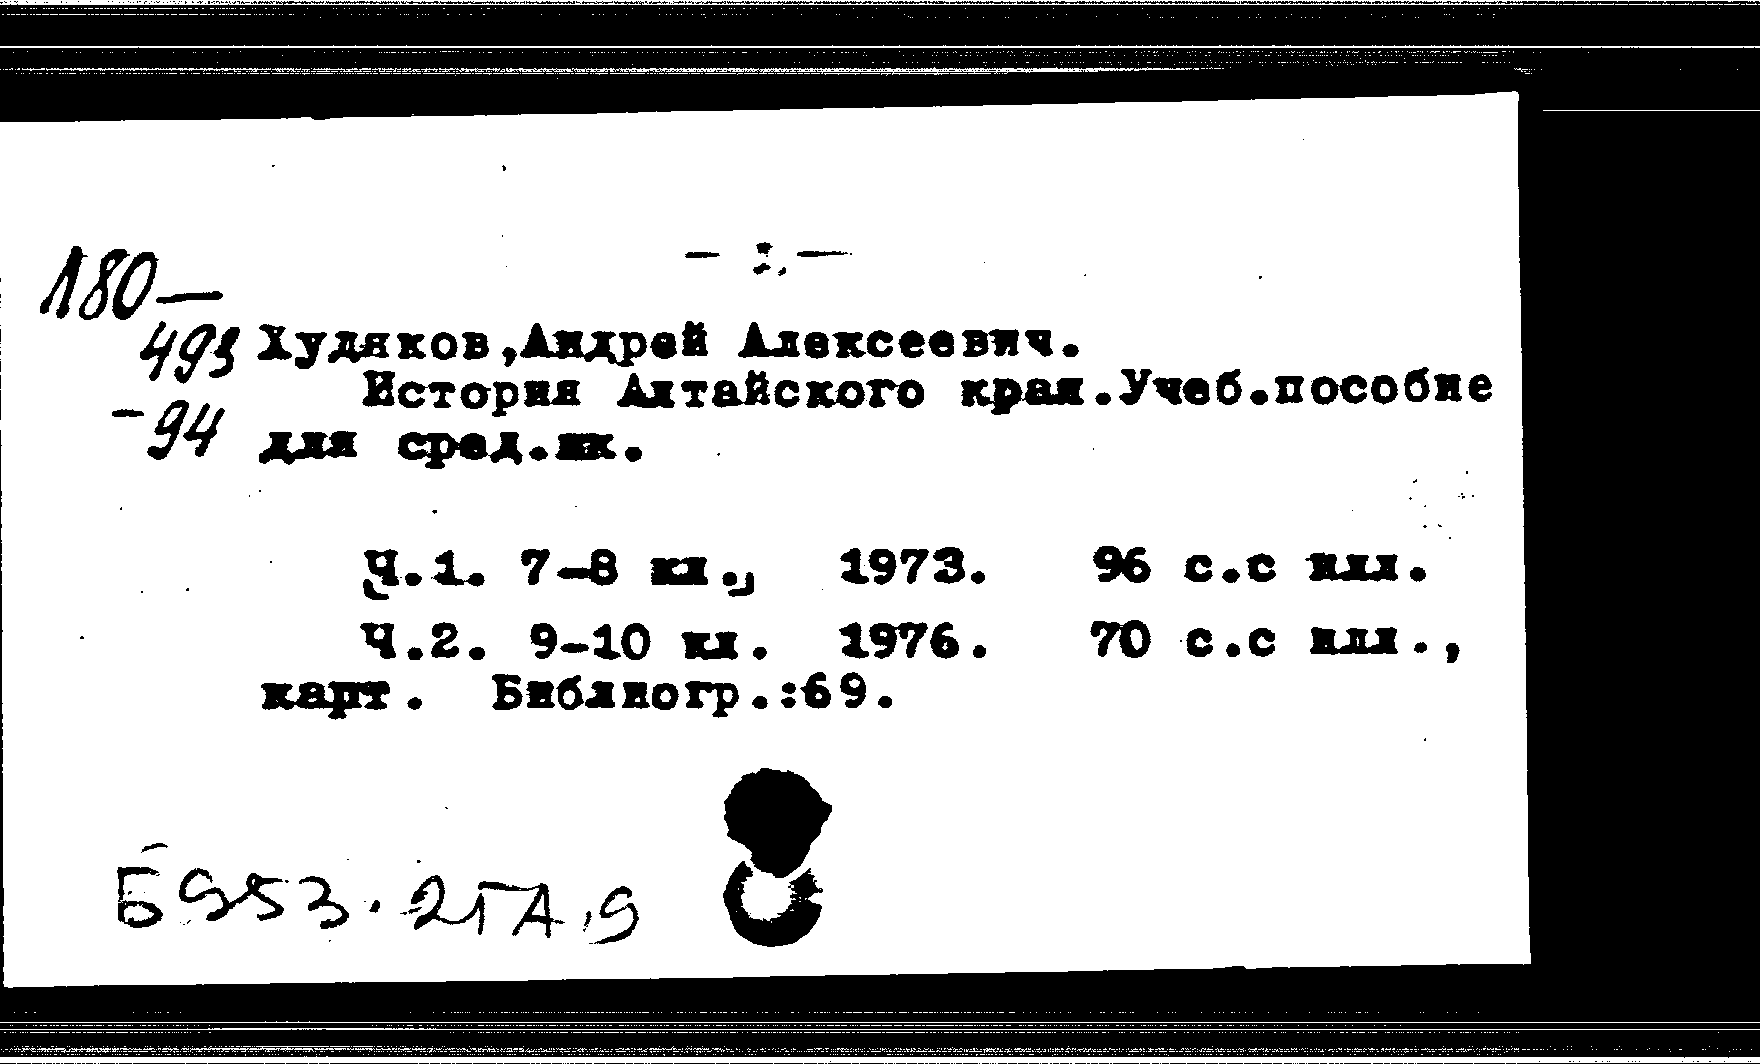 — : . —
180—
493 Худяков,Андрей Алексеевич.
История Алтайского края.Учеб.пособие
-94 для сред.шк.
Ч.1. 7-8 кл., 1973. 96 с.с илл.
Ч.2. 9-10 кл. 1976. 70 с.с илл.,
карт. Библиогр.:69.
Б953.21А,9